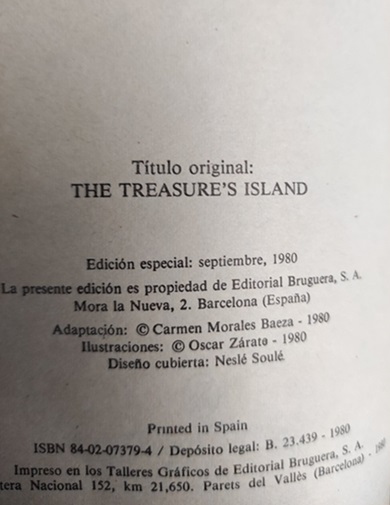 Título original:
THE TREASURE'S ISLAND
Edición especial: septiembre, 1980
La presente edición es propiedad de Editorial Bruguera, S. A.
Mora la Nueva, 2. Barcelona (España)
Adaptación: © Carmen Morales Baeza - 1980
Ilustraciones: © Oscar Zárate - 1980
Diseño cubierta: Neslé Soulé
Printed in Spain
ISBN 84-02-07379-4 / Depósito legal: B. 23.439 - 1980
Impreso en los Talleres Gráficos de Editorial Bruguera, S. A.
tera Nacional 152, km 21,650. Parets del Vallès (Barcelona) - 1980